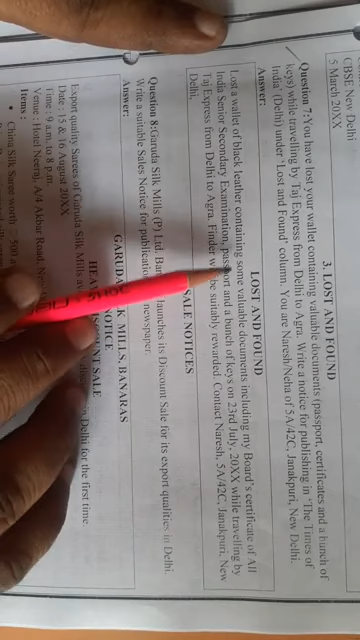 CBSE New Delhi
5 March 20XX
3. LOST AND FOUND
Question 7:You have lost your wallet containing valuable documents (passport, certificates and a bunch of
keys) while travelling by Taj Express from Delhi to Agra. Write a notice for publishing in 'The Times of
India' (Delhi) under 'Lost and Found' column. You are Naresh/Neha of 5A/42C, Janakpuri, New Delhi.
Answer:
LOST AND FOUND
Lost a wallet of black leather containing some valuable documents including my Board's certificate of All
India Senior Secondary Examination, passport and a bunch of keys on 23rd July, 20XX while travelling by
Taj Express from Delhi to Agra. Finder will be suitably rewarded. Contact Naresh, 5A/42C, Janakpuri, New
Delhi.
SALE NOTICES
Question 8:Garuda Silk Mills (P) Ltd. launches its Discount Sale for its export qualities in Delhi.
Write a suitable Sales Notice for publication newspaper.
Answer:
GARUDA SILK MILLS, BANARAS
NOTICE
SALE
Export quality Sarees of Garuda Silk Mills Delhi for the first time.
Date : 15 & 16 August 20XX
Time : 9 a.m. to 8 p.m.
Venue : Hotel Neeraj, A/4 Akbar Road,
Items :
• China Silk Saree worth 500